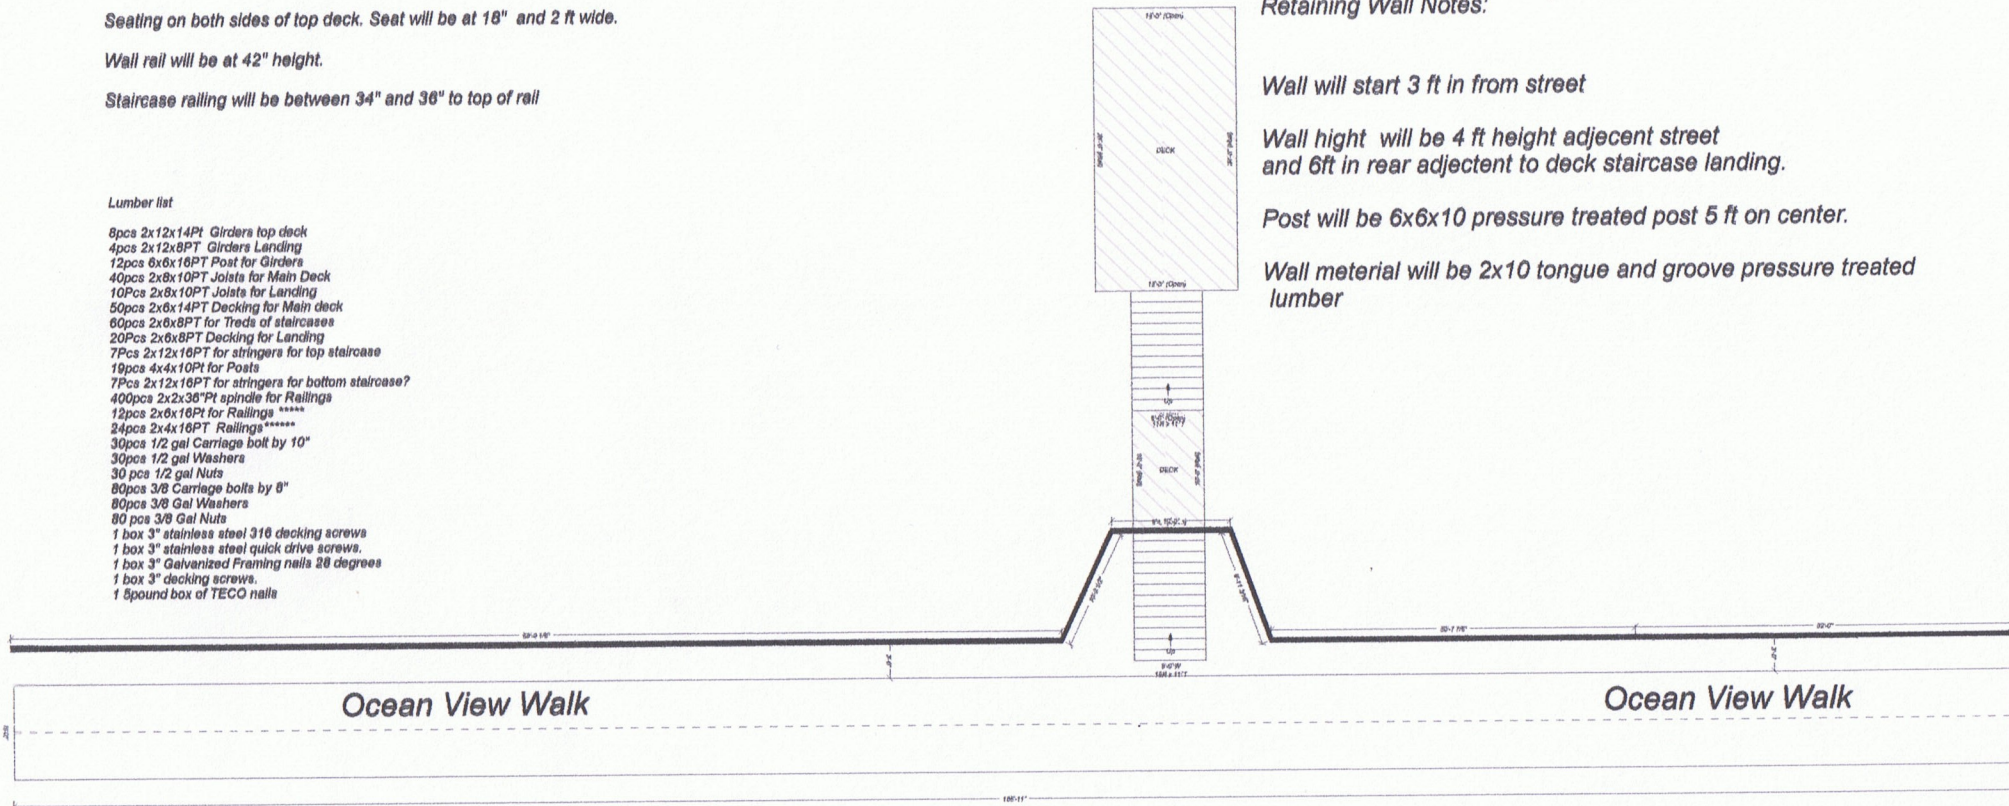 Seating on both sides of top deck. Seat will be at 18" and 2 ft wide.
Wall rail will be at 42" height.
Staircase railing will be between 34" and 36" to top of rail
Lumber list
8pcs 2x12x14Pt Girders top deck
4pcs 2x12x8PT Girders Landing
12pcs 6x6x16PT Post for Girders
40pcs 2x8x10PT Joists for Main Deck
10Pcs 2x8x10PT Joists for Landing
50pcs 2x6x14PT Decking for Main deck
60pcs 2x6x8PT for Treds of staircases
20Pcs 2x6x8PT Decking for Landing
7Pcs 2x12x16PT for stringers for top staircase
19pcs 4x4x10Pt for Posts
7Pcs 2x12x16PT for stringers for bottom staircase?
400pcs 2x2x36"Pt spindle for Railings
12pcs 2x6x16Pt for Railings *****
24pcs 2x4x16PT Railings******
30pcs 1/2 gal Carriage bolt by 10"
30pcs 1/2 gal Washers
30 pcs 1/2 gal Nuts
80pcs 3/8 Carriage bolts by 8"
80pcs 3/8 Gal Washers
80 pcs 3/8 Gal Nuts
1 box 3" stainless steel 316 decking screws
1 box 3" stainless steel quick drive screws.
1 box 3" Galvanized Framing nails 28 degrees
1 box 3" decking screws.
1 5pound box of TECO nails
Retaining Wall Notes:
Wall will start 3 ft in from street
Wall hight will be 4 ft height adjecent street
and 6ft in rear adjectent to deck staircase landing.
Post will be 6x6x10 pressure treated post 5 ft on center.
Wall meterial will be 2x10 tongue and groove pressure treated
lumber
DECK
12'-0" (Open)
Up
DECK
Up
Ocean View Walk
Ocean View Walk